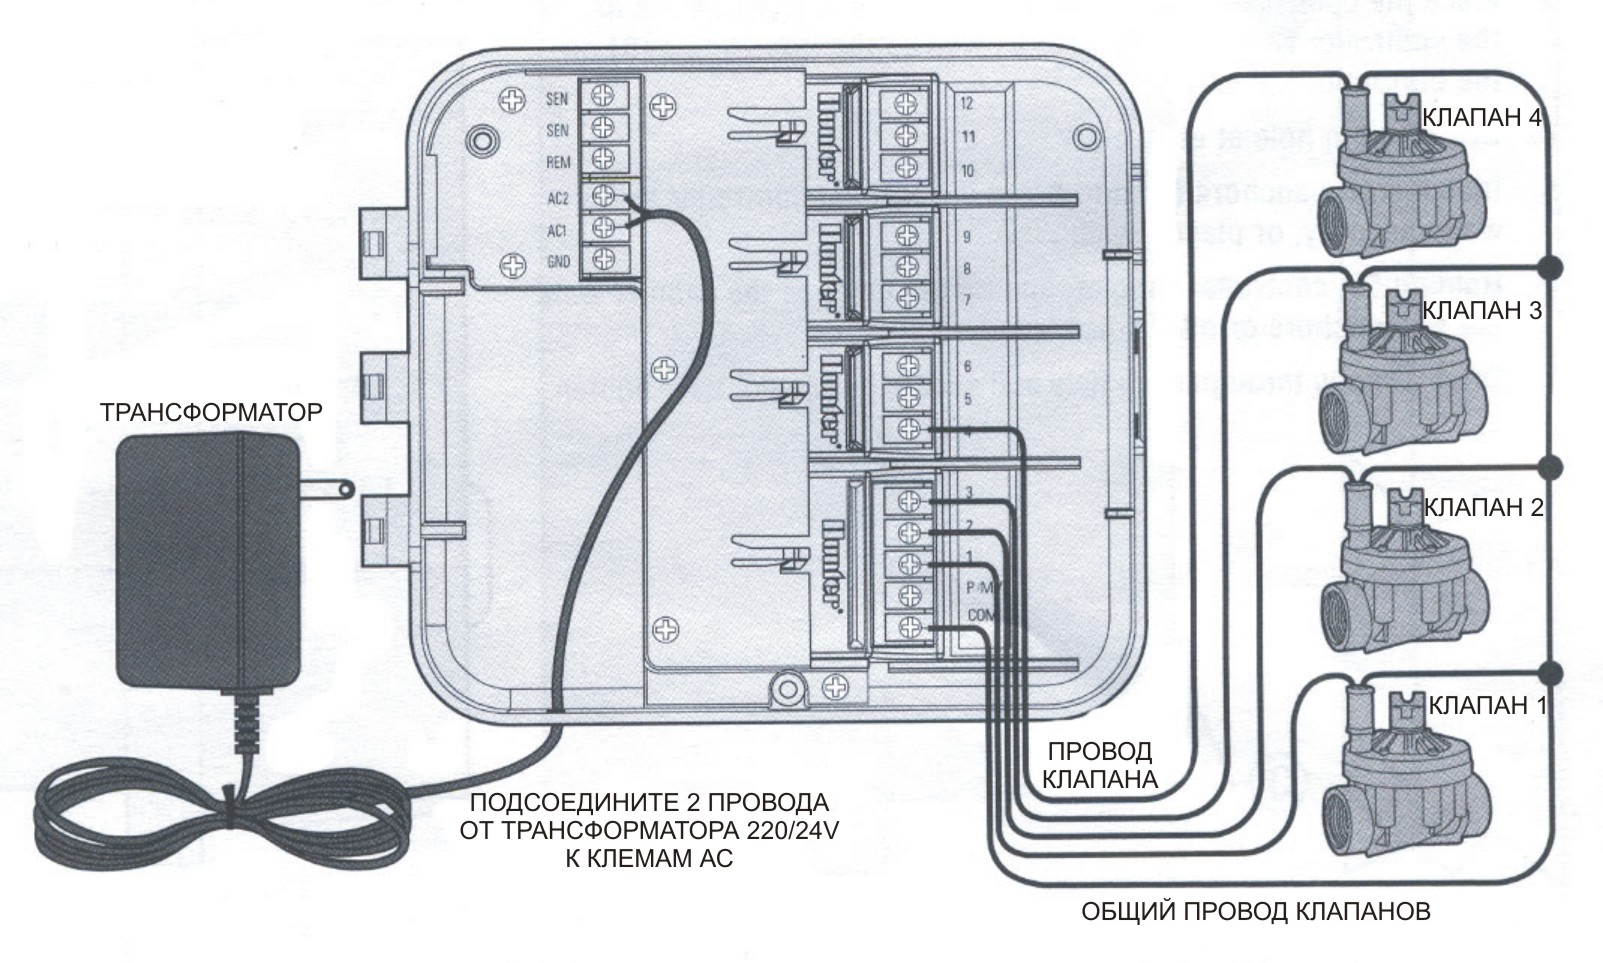 SEN
SEN
REM
AC2
AC1
GND
Hunter
12
11
10
Hunter
9
8
7
Hunter
6
5
4
Hunter
3
2
1
P/MV
COM
КЛАПАН 4
КЛАПАН 3
КЛАПАН 2
КЛАПАН 1
ТРАНСФОРМАТОР
ПРОВОД
КЛАПАНА
ПОДСОЕДИНИТЕ 2 ПРОВОДА
ОТ ТРАНСФОРМАТОРА 220/24V
К КЛЕМАМ АС
ОБЩИЙ ПРОВОД КЛАПАНОВ